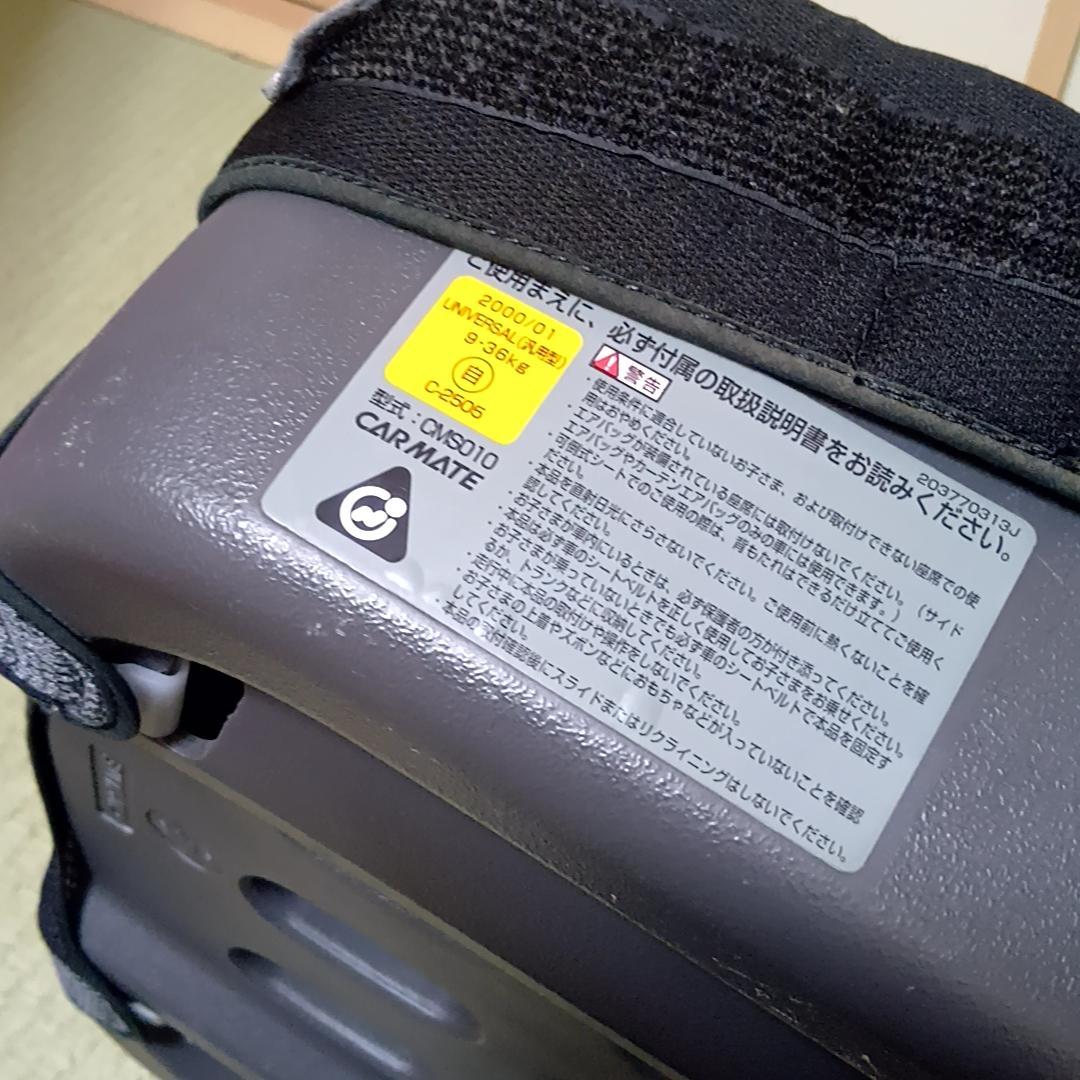 ご使用まえに、必ず付属の取扱説明書をお読みください。
203770313J
2000/01
UNIVERSAL(汎用型)
9-36kg
自
C-2505
型式：CMS010
CARMATE
警告
・使用条件に適合していないお子さま、および取付けできない座席での使
用はおやめください。
・エアバッグが装備されている座席には取付けないでください。（サイド
エアバッグやカーテンエアバッグのみの車には使用できます。）
・可倒式シートでのご使用の際は、背もたれはできるだけ立ててご使用く
ださい。
・本品を直射日光にさらさないでください。ご使用前に熱くないことを確
認してください。
・お子さまが車内にいるときは、必ず保護者の方が付き添ってください。
・本品は必ず車のシートベルトを正しく使用してお子さまをお乗せください。
・お子さまが乗っていないときでも必ず車のシートベルトで本品を固定す
るか、トランクなどに収納してください。
・走行中に本品の取付けや操作をしないでください。
・お子さまの上着やズボンなどにおもちゃなどが入っていないことを確認
してください。
・本品の取付確認後にスライドまたはリクライニングはしないでください。